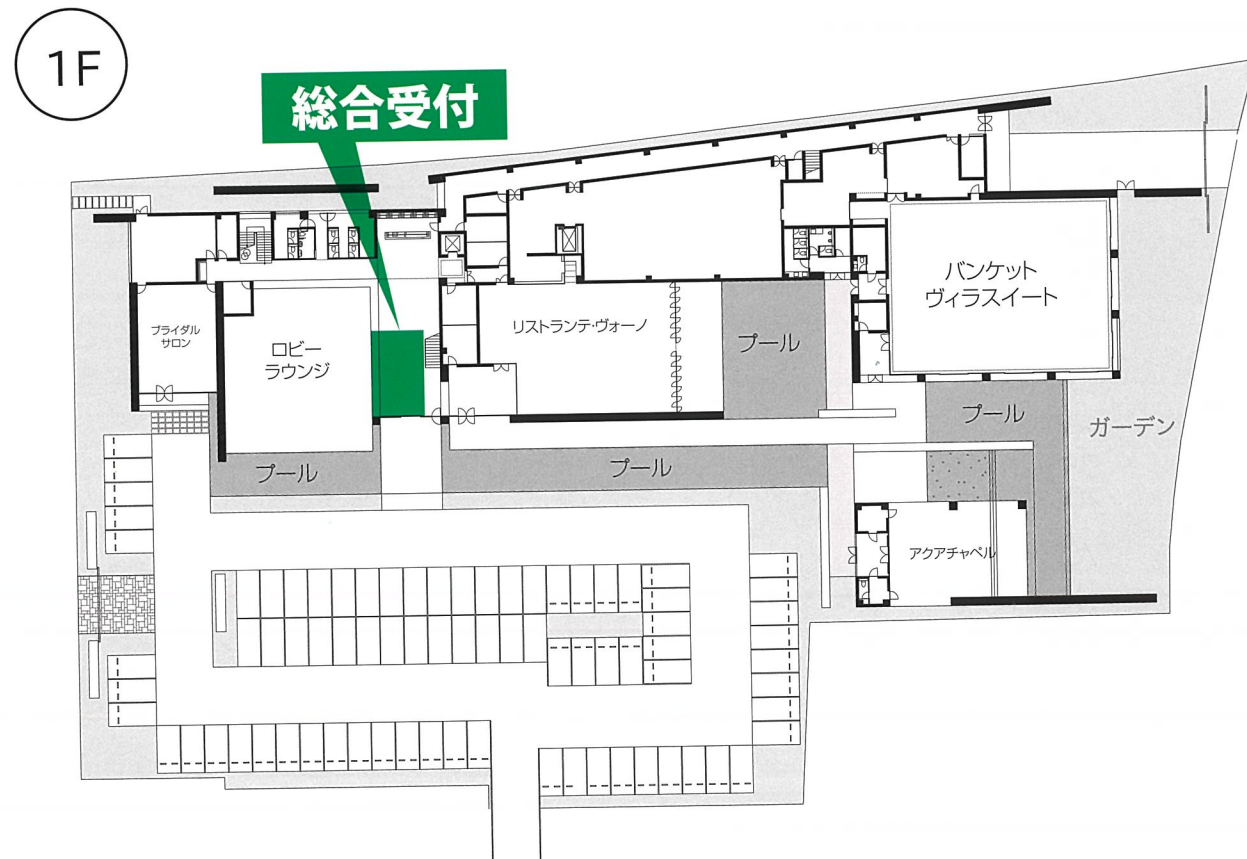 1F
総合受付
バンケット
ヴィラスイート
ブライダル
サロン
ロビー
ラウンジ
リストランテ・ヴォーノ
プール
プール
ガーデン
プール
プール
アクアチャペル